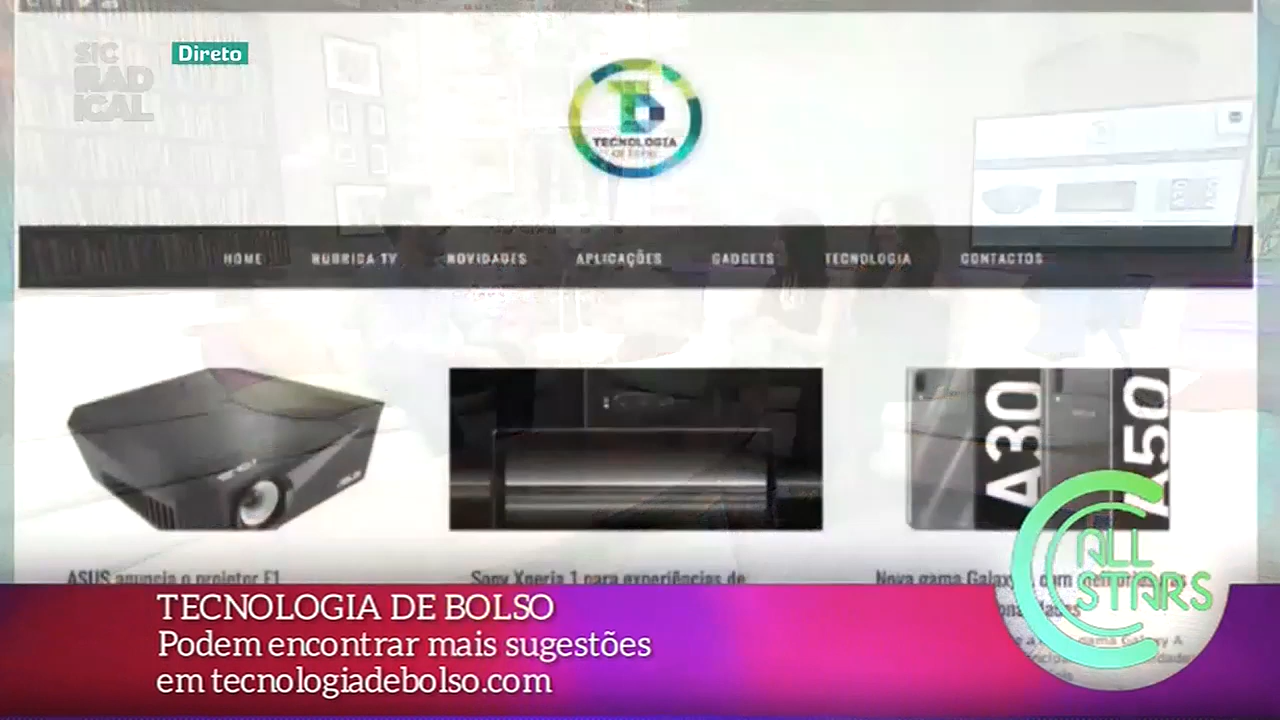 SIC
RADICAL
Direto
TECNOLOGIA
HOME RUBRICA TV NOVIDADES APLICAÇÕES GADGETS TECNOLOGIA CONTACTOS
A30
A50
ASUS
ASUS anuncia o projetor F1
Sony Xperia 1 para experiências de
Nova gama Galaxy
ALL
STARS
TECNOLOGIA DE BOLSO
Podem encontrar mais sugestões
em tecnologiadebolso.com